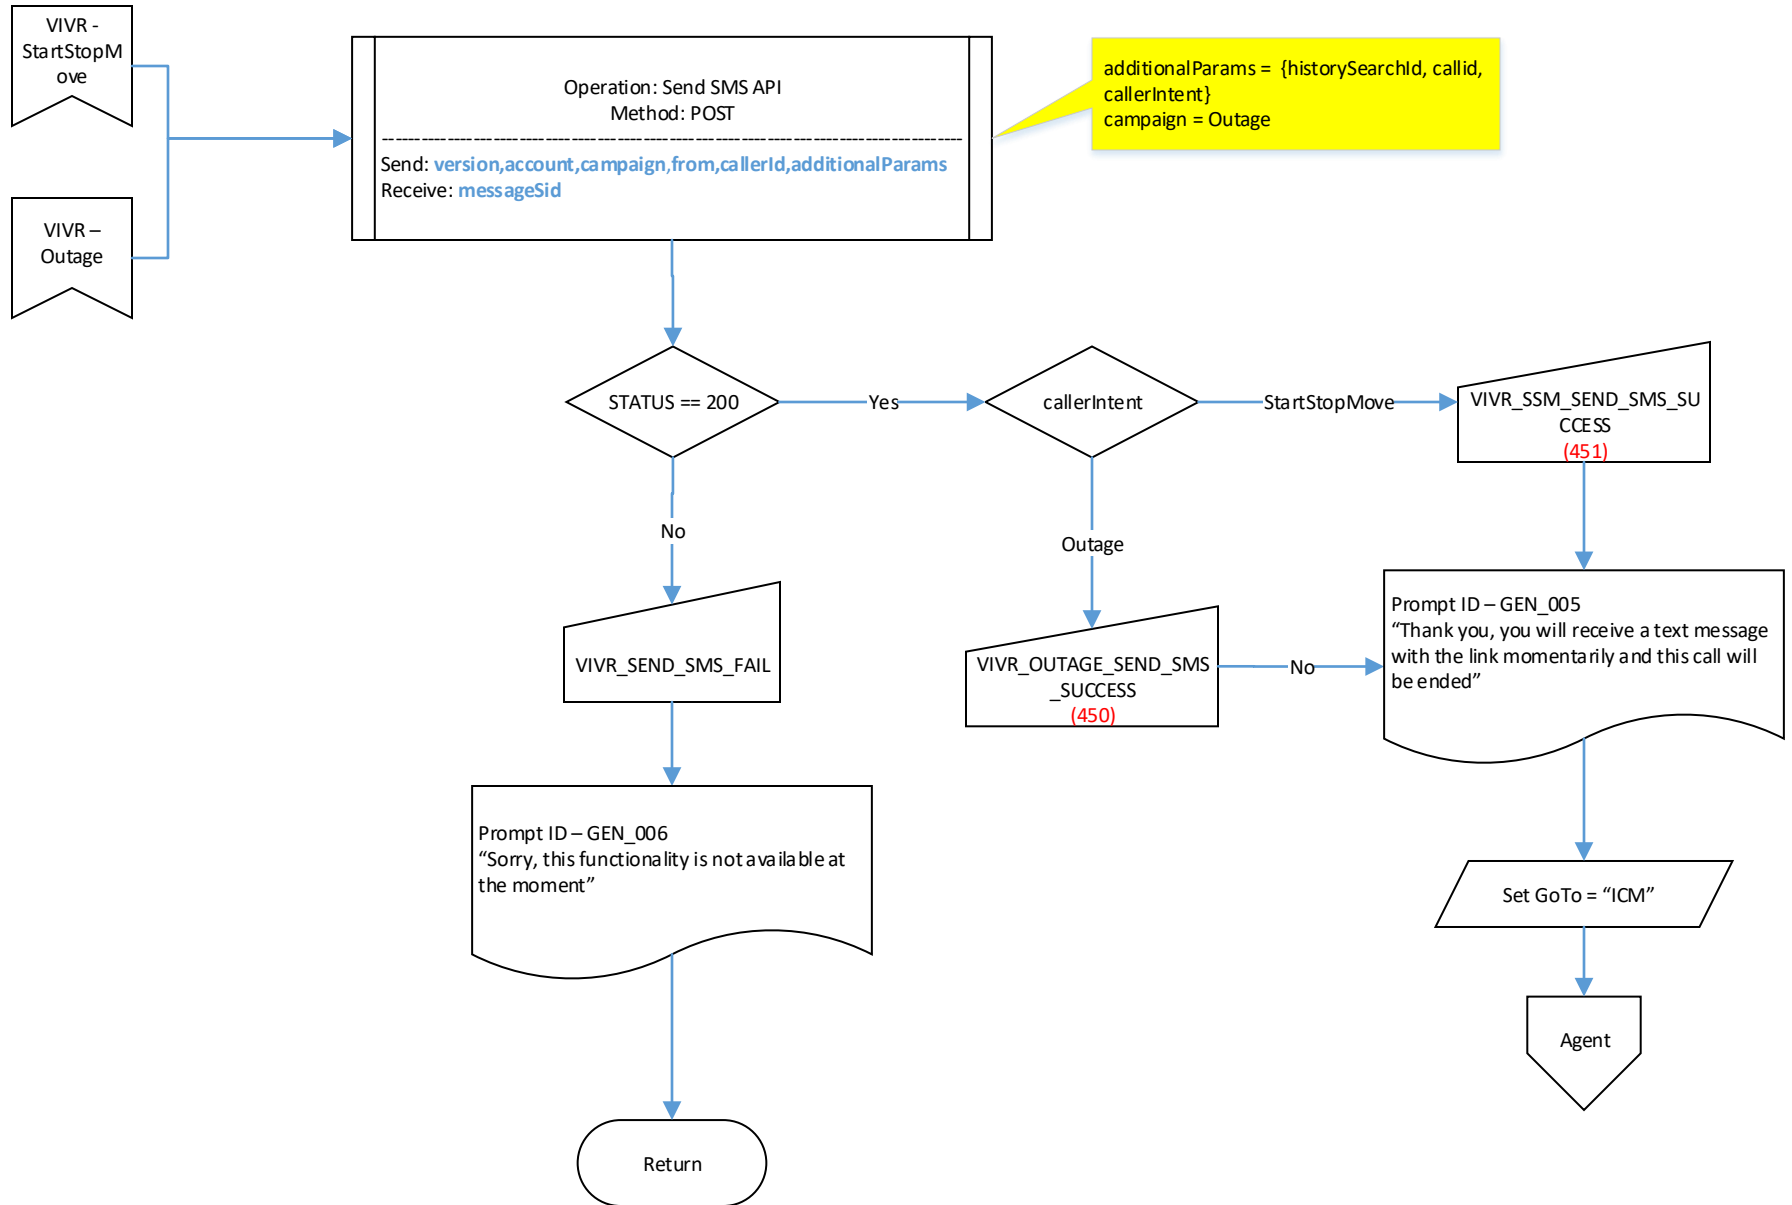 VIVR -
StartStopM
ove
VIVR –
Outage
Operation: Send SMS API
Method: POST
--------------------------------------------------------------------------------
Send: version,account,campaign,from,callerId,additionalParams
Receive: messageSid
additionalParams = {historySearchId, callid,
callerIntent}
campaign = Outage
STATUS == 200
Yes
callerIntent
StartStopMove
VIVR_SSM_SEND_SMS_SU
CCESS
(451)
No
Outage
VIVR_SEND_SMS_FAIL
VIVR_OUTAGE_SEND_SMS
_SUCCESS
(450)
No
Prompt ID – GEN_005
“Thank you, you will receive a text message
with the link momentarily and this call will
be ended”
Prompt ID – GEN_006
“Sorry, this functionality is not available at
the moment”
Set GoTo = “ICM”
Agent
Return